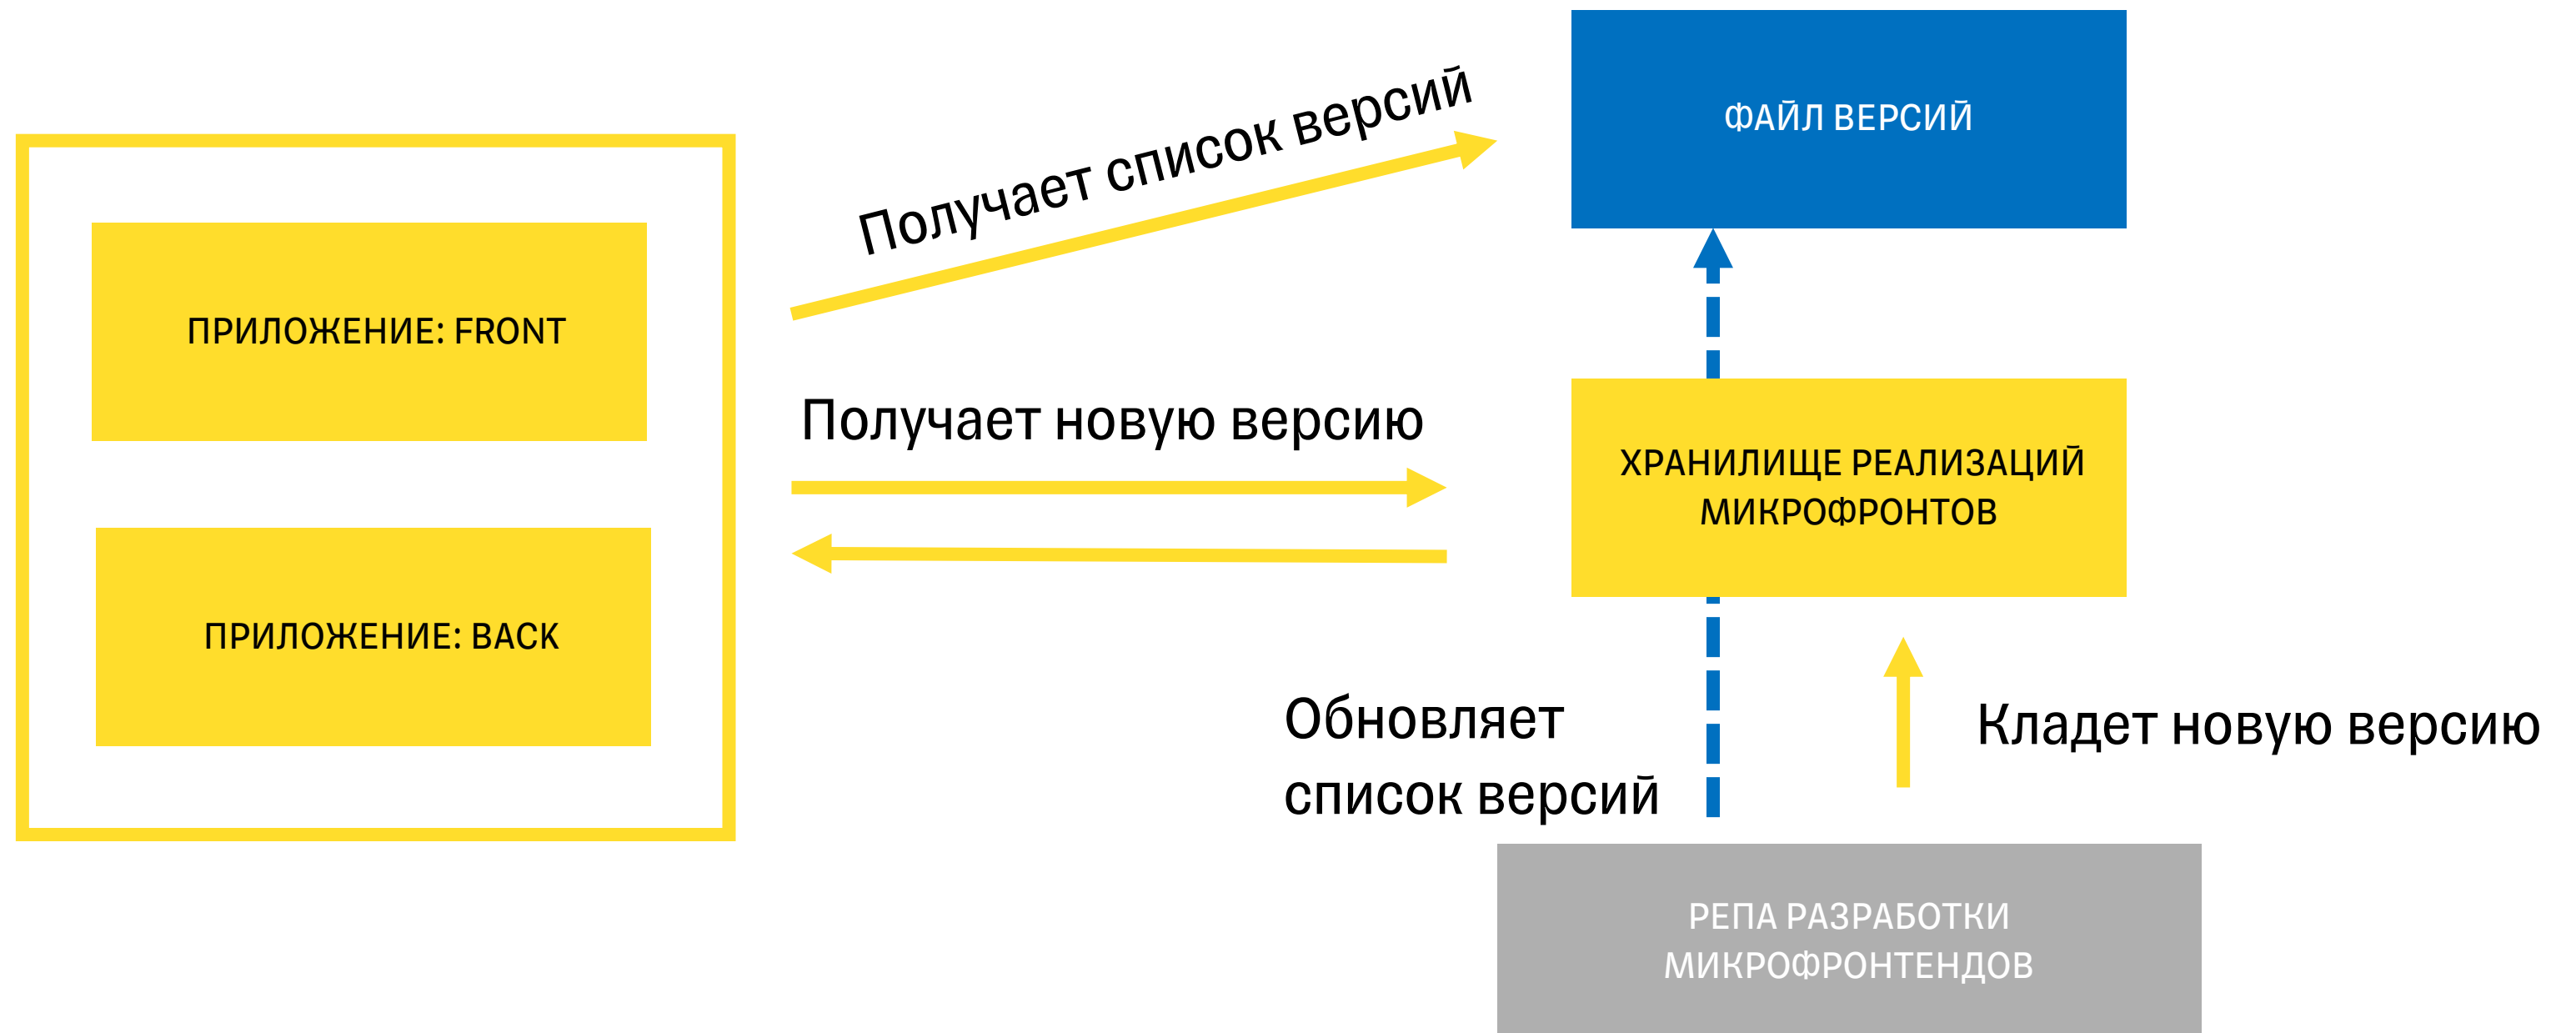 ФАЙЛ ВЕРСИЙ
Получает список версий
ПРИЛОЖЕНИЕ: FRONT
Получает новую версию
ХРАНИЛИЩЕ РЕАЛИЗАЦИЙ
МИКРОФРОНТОВ
ПРИЛОЖЕНИЕ: BACK
Обновляет
список версий
Кладет новую версию
РЕПА РАЗРАБОТКИ
МИКРОФРОНТЕНДОВ